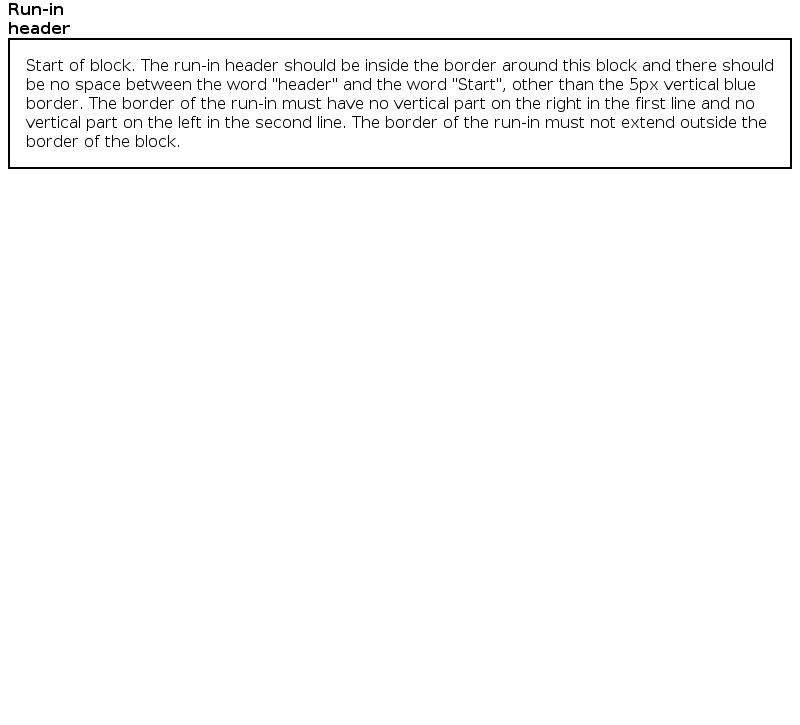 Run-in
header
Start of block. The run-in header should be inside the border around this block and there should
be no space between the word "header" and the word "Start", other than the 5px vertical blue
border. The border of the run-in must have no vertical part on the right in the first line and no
vertical part on the left in the second line. The border of the run-in must not extend outside the
border of the block.